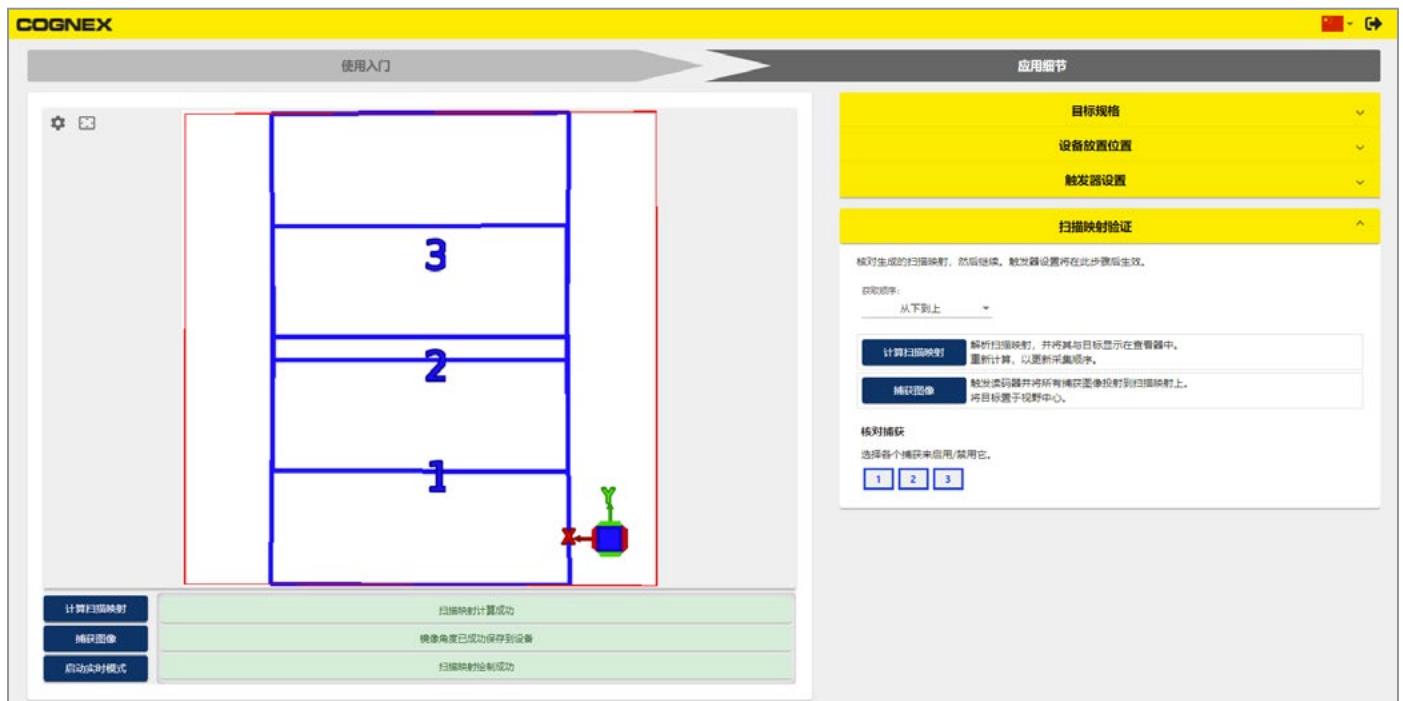 COGNEX
使用入门
应用细节
3
2
1
Y
X
计算扫描映射
扫描映射计算成功
捕获图像
镜像角度已成功保存到设备
启动实时模式
扫描映射绘制成功
目标规格
设备放置位置
触发器设置
扫描映射验证
核对生成的扫描映射，然后继续。触发器设置将在此步骤后生效。
获取顺序:
从下到上
计算扫描映射
解析扫描映射，并将其与目标显示在查看器中。
重新计算，以更新采集顺序。
捕获图像
触发读码器并将所有捕获图像投射到扫描映射上。
将目标置于视野中心。
核对捕获
选择各个捕获来启用/禁用它。
1 2 3